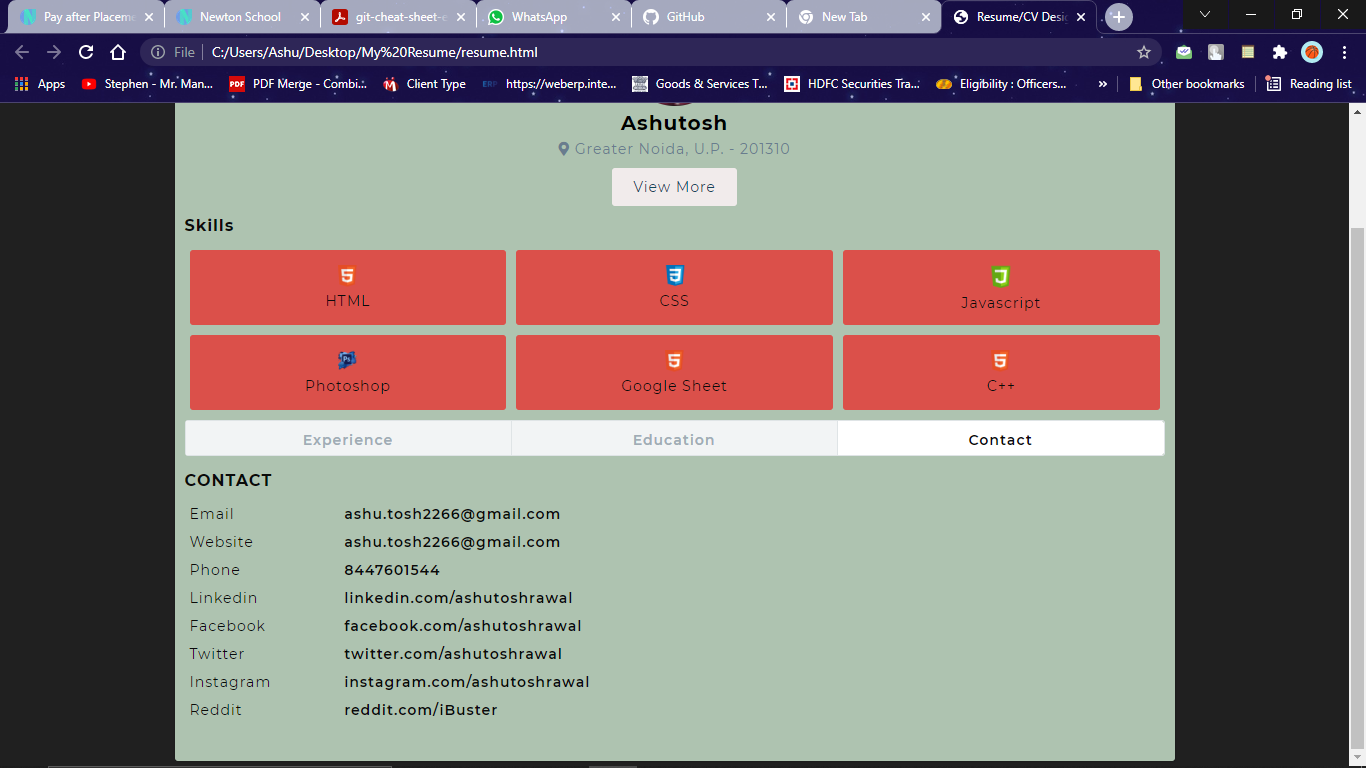 Pay after Placeme
Newton School
git-cheat-sheet-e
WhatsApp
GitHub
New Tab
Resume/CV Desig
File
C:/Users/Ashu/Desktop/My%20Resume/resume.html
Apps
Stephen - Mr. Man...
PDF
PDF Merge - Combi...
Client Type
ERP
https://weberp.inte...
Goods & Services T...
HDFC Securities Tra...
Eligibility : Officers...
»
Other bookmarks
Reading list
Ashutosh
Greater Noida, U.P. - 201310
View More
Skills
HTML
CSS
Javascript
Ps
Photoshop
Google Sheet
C++
Experience
Education
Contact
CONTACT
Email ashu.tosh2266@gmail.com
Website ashu.tosh2266@gmail.com
Phone 8447601544
Linkedin linkedin.com/ashutoshrawal
Facebook facebook.com/ashutoshrawal
Twitter twitter.com/ashutoshrawal
Instagram instagram.com/ashutoshrawal
Reddit reddit.com/iBuster